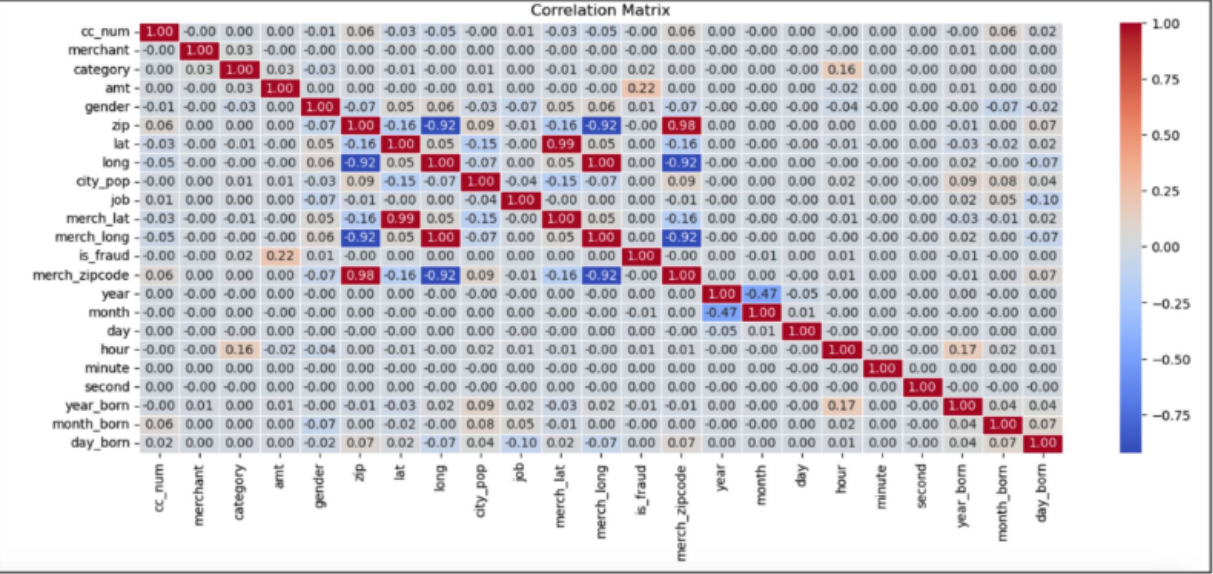 Correlation Matrix
cc_num 1.00 -0.00 0.00 0.00 -0.01 0.06 -0.03 -0.05 -0.00 0.01 -0.03 -0.05 -0.00 0.06 -0.00 -0.00 -0.00 -0.00 -0.00 -0.00 -0.00 0.06 0.02
merchant -0.00 1.00 0.03 -0.00 -0.00 0.00 -0.00 -0.00 0.00 0.00 -0.00 -0.00 -0.00 0.00 -0.00 0.00 0.00 -0.00 0.00 -0.00 0.01 0.00 0.00
category 0.00 0.03 1.00 0.03 -0.03 0.00 -0.01 -0.00 0.01 0.00 -0.01 -0.00 0.02 0.00 -0.00 0.00 -0.00 0.16 0.00 0.00 0.00 0.00 0.00
amt 0.00 -0.00 0.03 1.00 0.00 0.00 -0.00 -0.00 0.01 -0.00 -0.00 -0.00 0.22 0.00 0.00 -0.00 0.00 -0.02 -0.00 0.00 0.01 0.00 -0.00
gender -0.01 -0.00 -0.03 0.00 1.00 -0.07 0.05 0.06 -0.03 -0.07 0.05 0.06 0.01 -0.07 -0.00 -0.00 0.00 -0.04 -0.00 0.00 -0.00 -0.07 -0.02
zip 0.06 0.00 0.00 0.00 -0.07 1.00 -0.16 -0.92 0.09 -0.01 -0.16 -0.92 -0.00 0.98 0.00 -0.00 0.00 0.00 -0.00 -0.00 -0.01 0.00 0.07
lat -0.03 -0.00 -0.01 -0.00 0.05 -0.16 1.00 0.05 -0.15 -0.00 0.99 0.05 0.00 -0.16 0.00 -0.00 -0.00 -0.01 -0.00 -0.00 -0.03 -0.02 0.02
long -0.05 -0.00 -0.00 -0.00 0.06 -0.92 0.05 1.00 -0.07 0.00 0.05 1.00 0.00 -0.92 -0.00 0.00 0.00 -0.00 0.00 0.00 0.02 -0.00 -0.07
city_pop -0.00 0.00 0.01 0.01 -0.03 0.09 -0.15 -0.07 1.00 -0.04 -0.15 -0.07 0.00 0.09 -0.00 0.00 -0.00 0.02 -0.00 0.00 0.09 0.08 0.04
job 0.01 0.00 0.00 -0.00 -0.07 -0.01 -0.00 0.00 -0.04 1.00 -0.00 0.00 -0.00 -0.01 0.00 -0.00 -0.00 0.01 -0.00 -0.00 0.02 0.05 -0.10
merch_lat -0.03 -0.00 -0.01 -0.00 0.05 -0.16 0.99 0.05 -0.15 -0.00 1.00 0.05 0.00 -0.16 0.00 -0.00 -0.00 -0.01 -0.00 -0.00 -0.03 -0.01 0.02
merch_long -0.05 -0.00 -0.00 -0.00 0.06 -0.92 0.05 1.00 -0.07 0.00 0.05 1.00 0.00 -0.92 -0.00 0.00 0.00 -0.00 0.00 0.00 0.02 -0.00 -0.07
is_fraud -0.00 -0.00 0.02 0.22 0.01 -0.00 0.00 0.00 0.00 -0.00 0.00 0.00 1.00 -0.00 0.00 -0.01 0.00 0.01 -0.00 0.00 -0.01 0.00 0.00
merch_zipcode 0.06 0.00 0.00 0.00 -0.07 0.98 -0.16 -0.92 0.09 -0.01 -0.16 -0.92 -0.00 1.00 0.00 -0.00 0.00 0.01 -0.00 -0.00 -0.01 0.00 0.07
year -0.00 -0.00 -0.00 0.00 -0.00 0.00 0.00 -0.00 -0.00 0.00 0.00 -0.00 0.00 0.00 1.00 -0.47 -0.05 -0.00 0.00 -0.00 -0.00 0.00 0.00
month -0.00 0.00 0.00 -0.00 -0.00 -0.00 -0.00 0.00 0.00 -0.00 -0.00 0.00 -0.01 -0.00 -0.47 1.00 0.01 -0.00 0.00 0.00 -0.00 -0.00 -0.00
day -0.00 0.00 -0.00 0.00 0.00 0.00 -0.00 0.00 -0.00 -0.00 -0.00 0.00 0.00 0.00 -0.05 0.01 1.00 -0.00 -0.00 0.00 -0.00 0.00 -0.00
hour -0.00 -0.00 0.16 -0.02 -0.04 0.00 -0.01 -0.00 0.02 0.01 -0.01 -0.00 0.01 0.01 -0.00 -0.00 -0.00 1.00 -0.00 -0.00 0.17 0.02 0.01
minute -0.00 0.00 0.00 -0.00 -0.00 -0.00 -0.00 0.00 -0.00 -0.00 -0.00 0.00 -0.00 -0.00 0.00 0.00 -0.00 -0.00 1.00 0.00 0.00 0.00 0.00
second -0.00 -0.00 0.00 0.00 0.00 -0.00 -0.00 0.00 0.00 -0.00 -0.00 0.00 0.00 -0.00 -0.00 0.00 0.00 -0.00 0.00 1.00 -0.00 -0.00 -0.00
year_born -0.00 0.01 0.00 0.01 -0.00 -0.01 -0.03 0.02 0.09 0.02 -0.03 0.02 -0.01 -0.01 -0.00 -0.00 -0.00 0.17 0.00 -0.00 1.00 0.04 0.04
month_born 0.06 0.00 0.00 0.00 -0.07 0.00 -0.02 -0.00 0.08 0.05 -0.01 -0.00 0.00 0.00 0.00 -0.00 0.00 0.02 0.00 -0.00 0.04 1.00 0.07
day_born 0.02 0.00 0.00 -0.00 -0.02 0.07 0.02 -0.07 0.04 -0.10 0.02 -0.07 0.00 0.07 0.00 -0.00 -0.00 0.01 0.00 -0.00 0.04 0.07 1.00
cc_num merchant category amt gender zip lat long city_pop job merch_lat merch_long is_fraud merch_zipcode year month day hour minute second year_born month_born day_born
1.00
0.75
0.50
0.25
0.00
−0.25
−0.50
−0.75